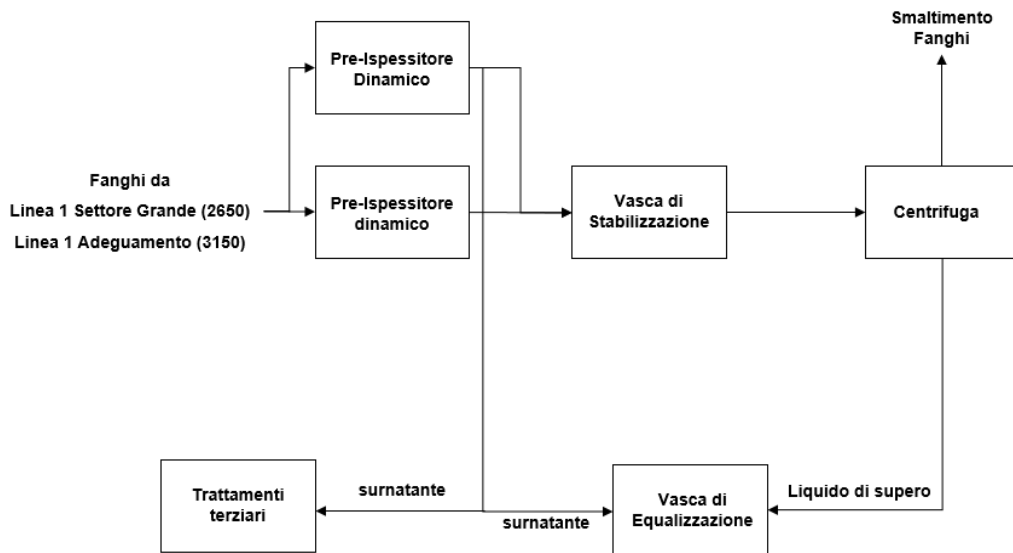 Smaltimento
Fanghi
Pre-Ispessitore
Dinamico
Fanghi da
Linea 1 Settore Grande (2650)
Linea 1 Adeguamento (3150)
Pre-Ispessitore
dinamico
Vasca di
Stabilizzazione
Centrifuga
Trattamenti
terziari
surnatante
surnatante
Vasca di
Equalizzazione
Liquido di supero